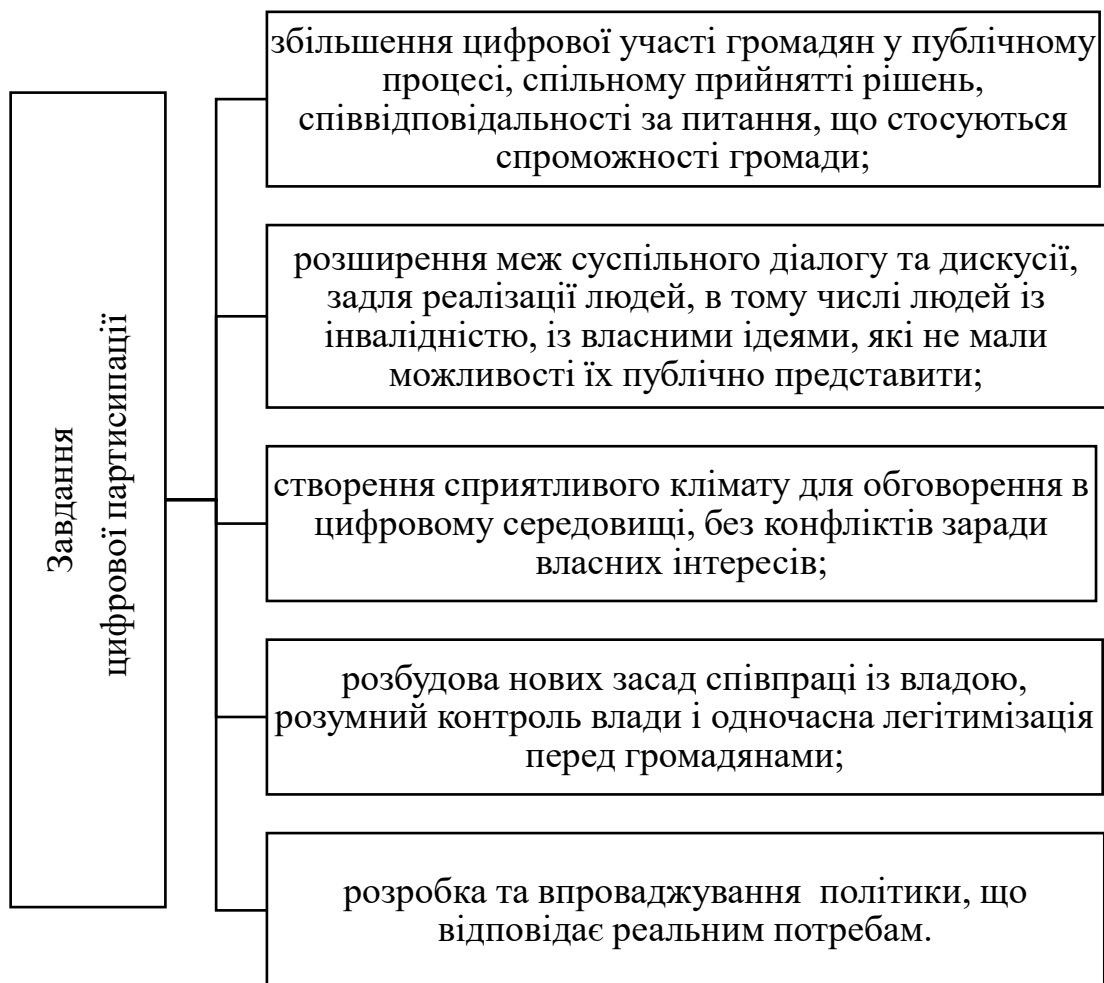 Завдання
цифрової партисипації
збільшення цифрової участі громадян у публічному
процесі, спільному прийнятті рішень,
співвідповідальності за питання, що стосуються
спроможності громади;
розширення меж суспільного діалогу та дискусії,
задля реалізації людей, в тому числі людей із
інвалідністю, із власними ідеями, які не мали
можливості їх публічно представити;
створення сприятливого клімату для обговорення в
цифровому середовищі, без конфліктів заради
власних інтересів;
розбудова нових засад співпраці із владою,
розумний контроль влади і одночасна легітимізація
перед громадянами;
розробка та впроваджування  політики, що
відповідає реальним потребам.